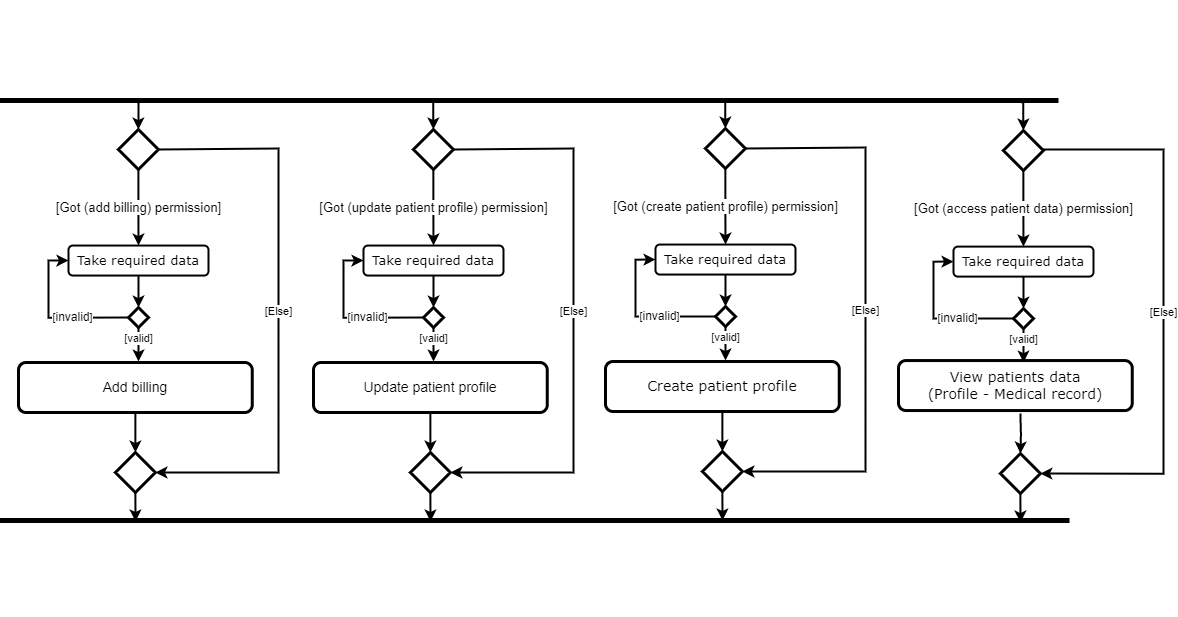 [Got (add billing) permission]
[Got (update patient profile) permission]
[Got (create patient profile) permission]
[Got (access patient data) permission]
Take required data
Take required data
Take required data
Take required data
[Else]
[Else]
[Else]
[Else]
[invalid]
[invalid]
[invalid]
[invalid]
[valid]
[valid]
[valid]
[valid]
Add billing
Update patient profile
Create patient profile
View patients data
(Profile - Medical record)